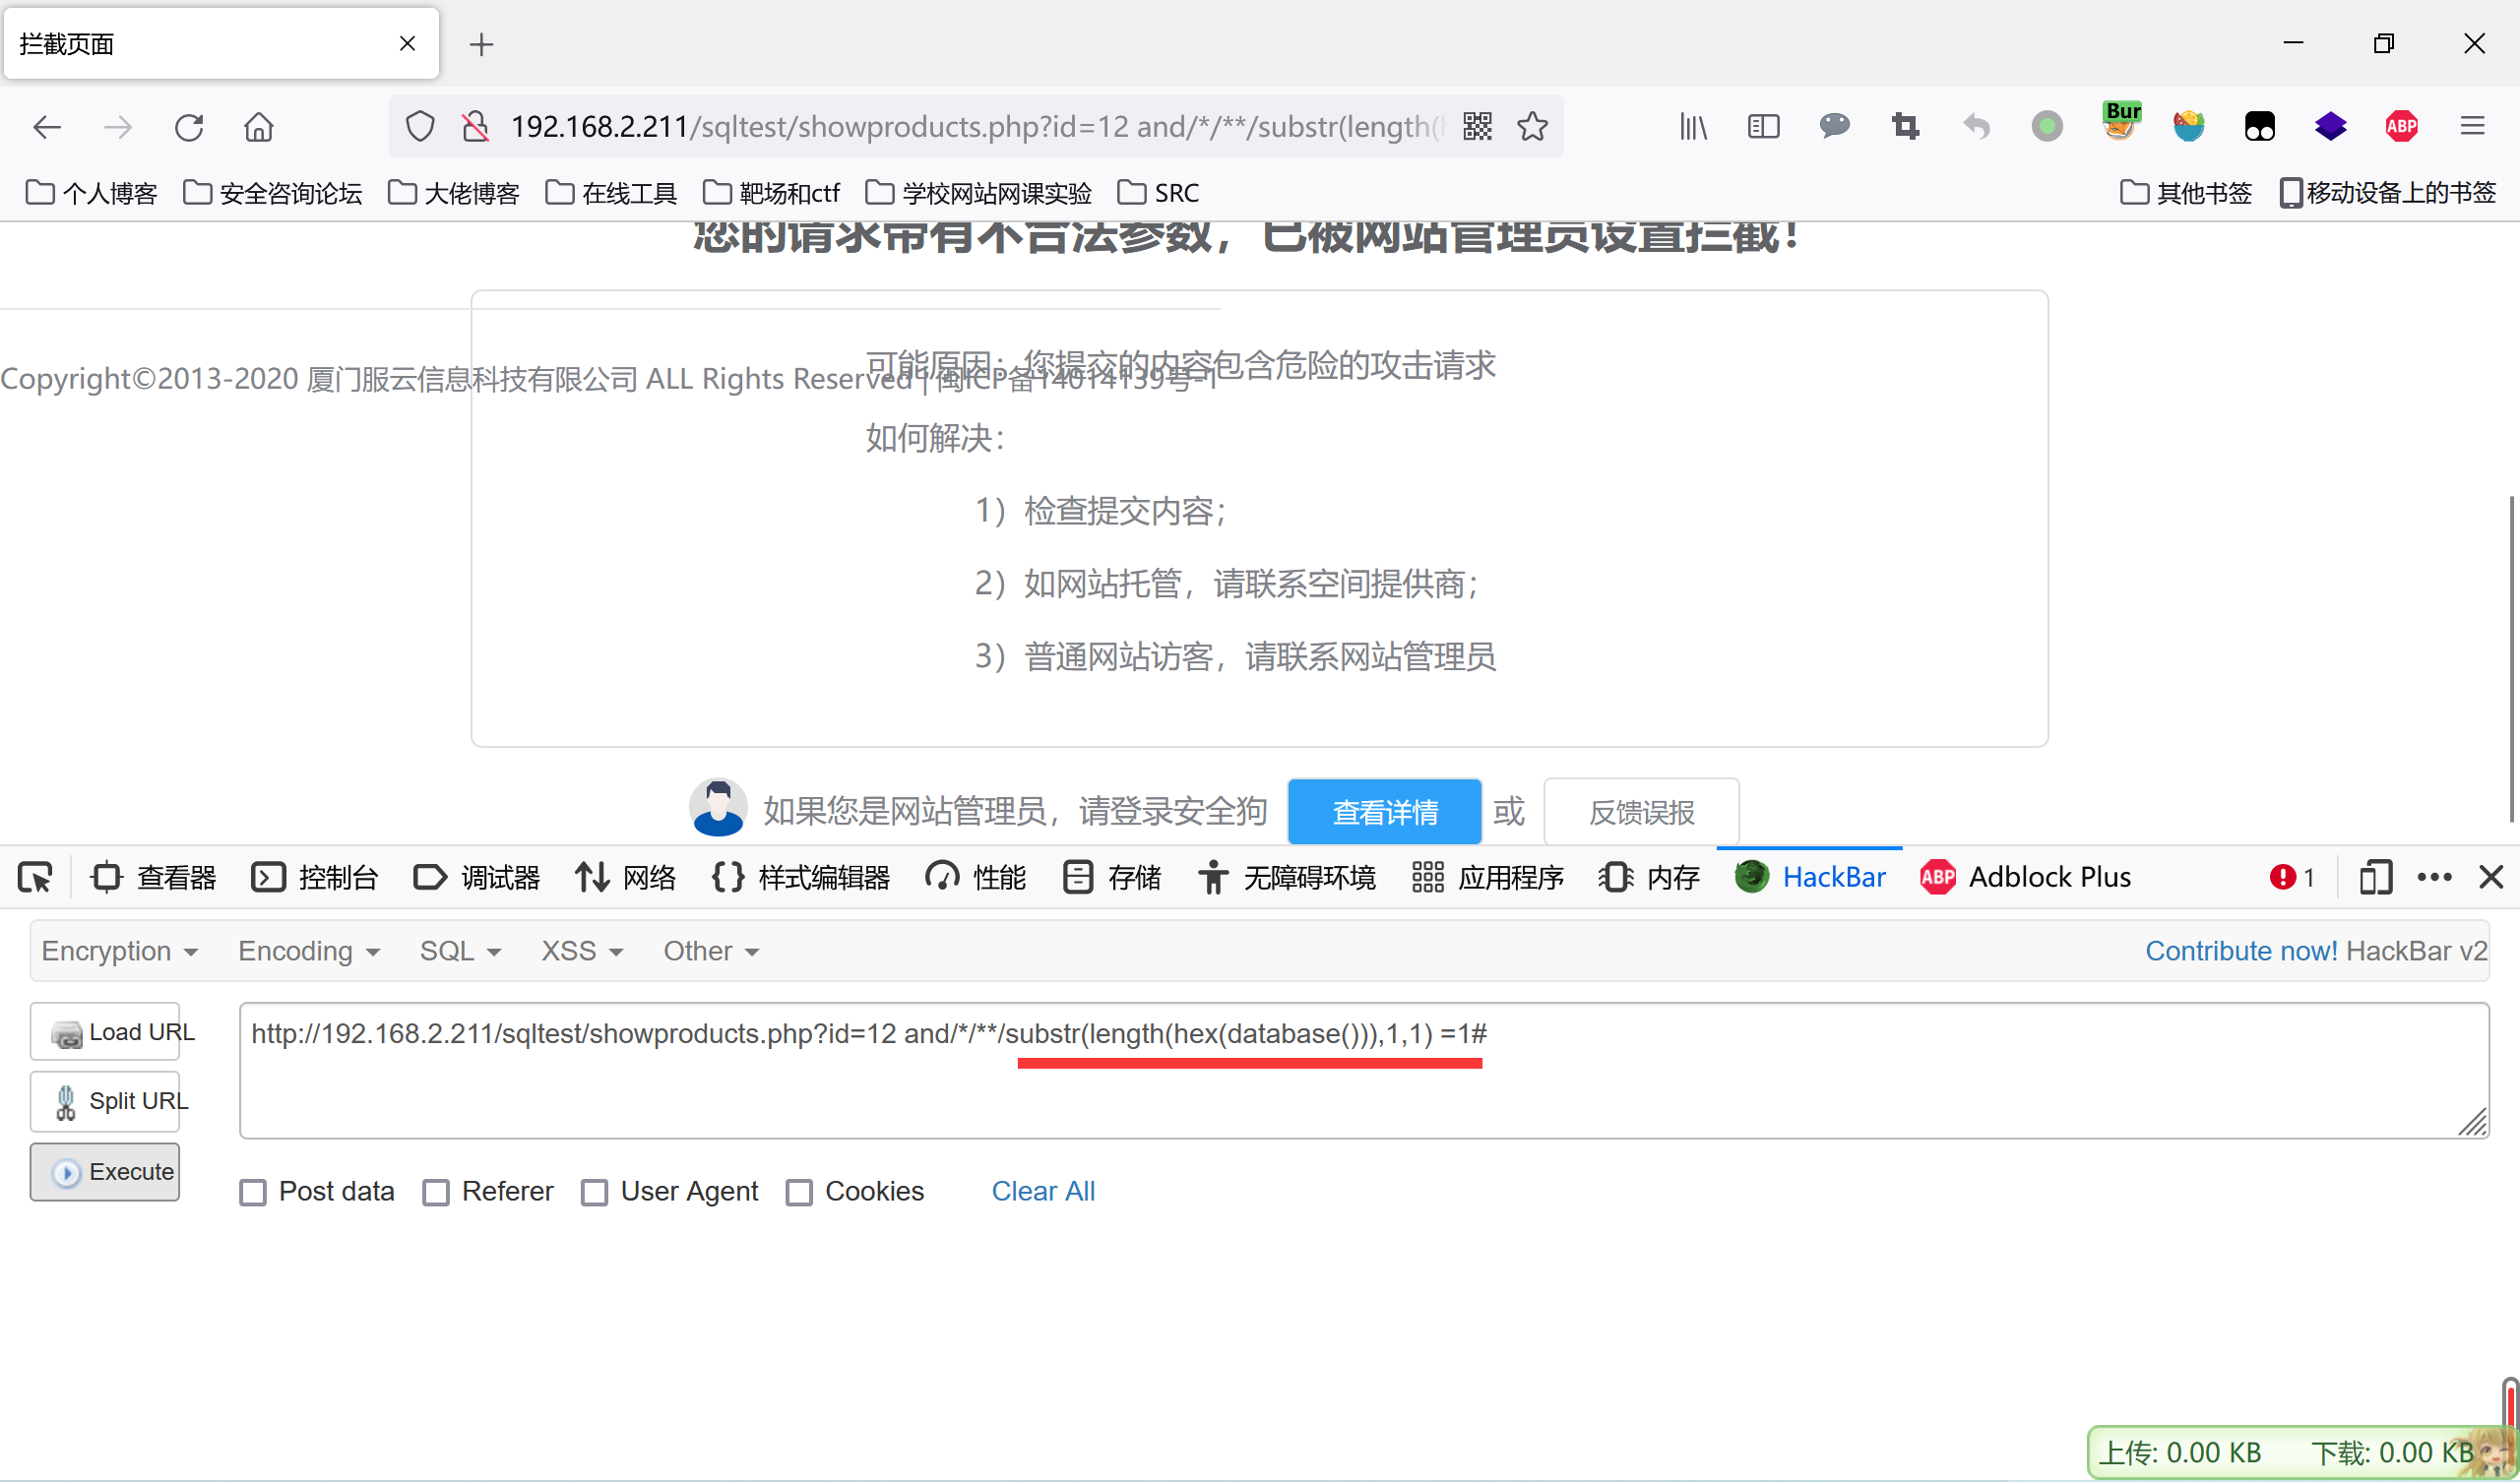 拦截页面
192.168.2.211/sqltest/showproducts.php?id=12 and/*/**/substr(length(
Bur
ABP
个人博客 安全咨询论坛 大佬博客 在线工具 靶场和ctf 学校网站网课实验 SRC 其他书签 移动设备上的书签
您的请求带有不合法参数，已被网站管理员设置拦截！
可能原因：您提交的内容包含危险的攻击请求
Copyright©2013-2020 厦门服云信息科技有限公司 ALL Rights Reserved | 闽ICP备14014139号-1
如何解决：
1）检查提交内容；
2）如网站托管，请联系空间提供商；
3）普通网站访客，请联系网站管理员
如果您是网站管理员，请登录安全狗 查看详情 或 反馈误报
查看器 控制台 调试器 网络 样式编辑器 性能 存储 无障碍环境 应用程序 内存 HackBar ABP Adblock Plus 1
Encryption Encoding SQL XSS Other Contribute now! HackBar v2
Load URL
http://192.168.2.211/sqltest/showproducts.php?id=12 and/*/**/substr(length(hex(database())),1,1) =1#
Split URL
Execute
Post data Referer User Agent Cookies Clear All
上传: 0.00 KB 下载: 0.00 KB